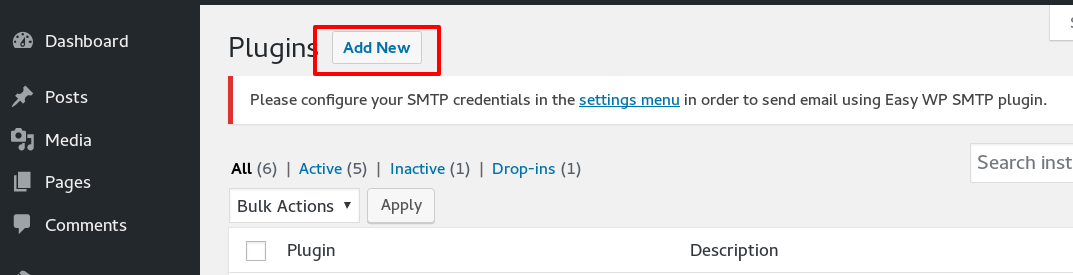 Dashboard
Posts
Media
Pages
Comments
Plugins Add New
Please configure your SMTP credentials in the settings menu in order to send email using Easy WP SMTP plugin.
All (6) | Active (5) | Inactive (1) | Drop-ins (1)
Search inst
Bulk Actions Apply
Plugin Description